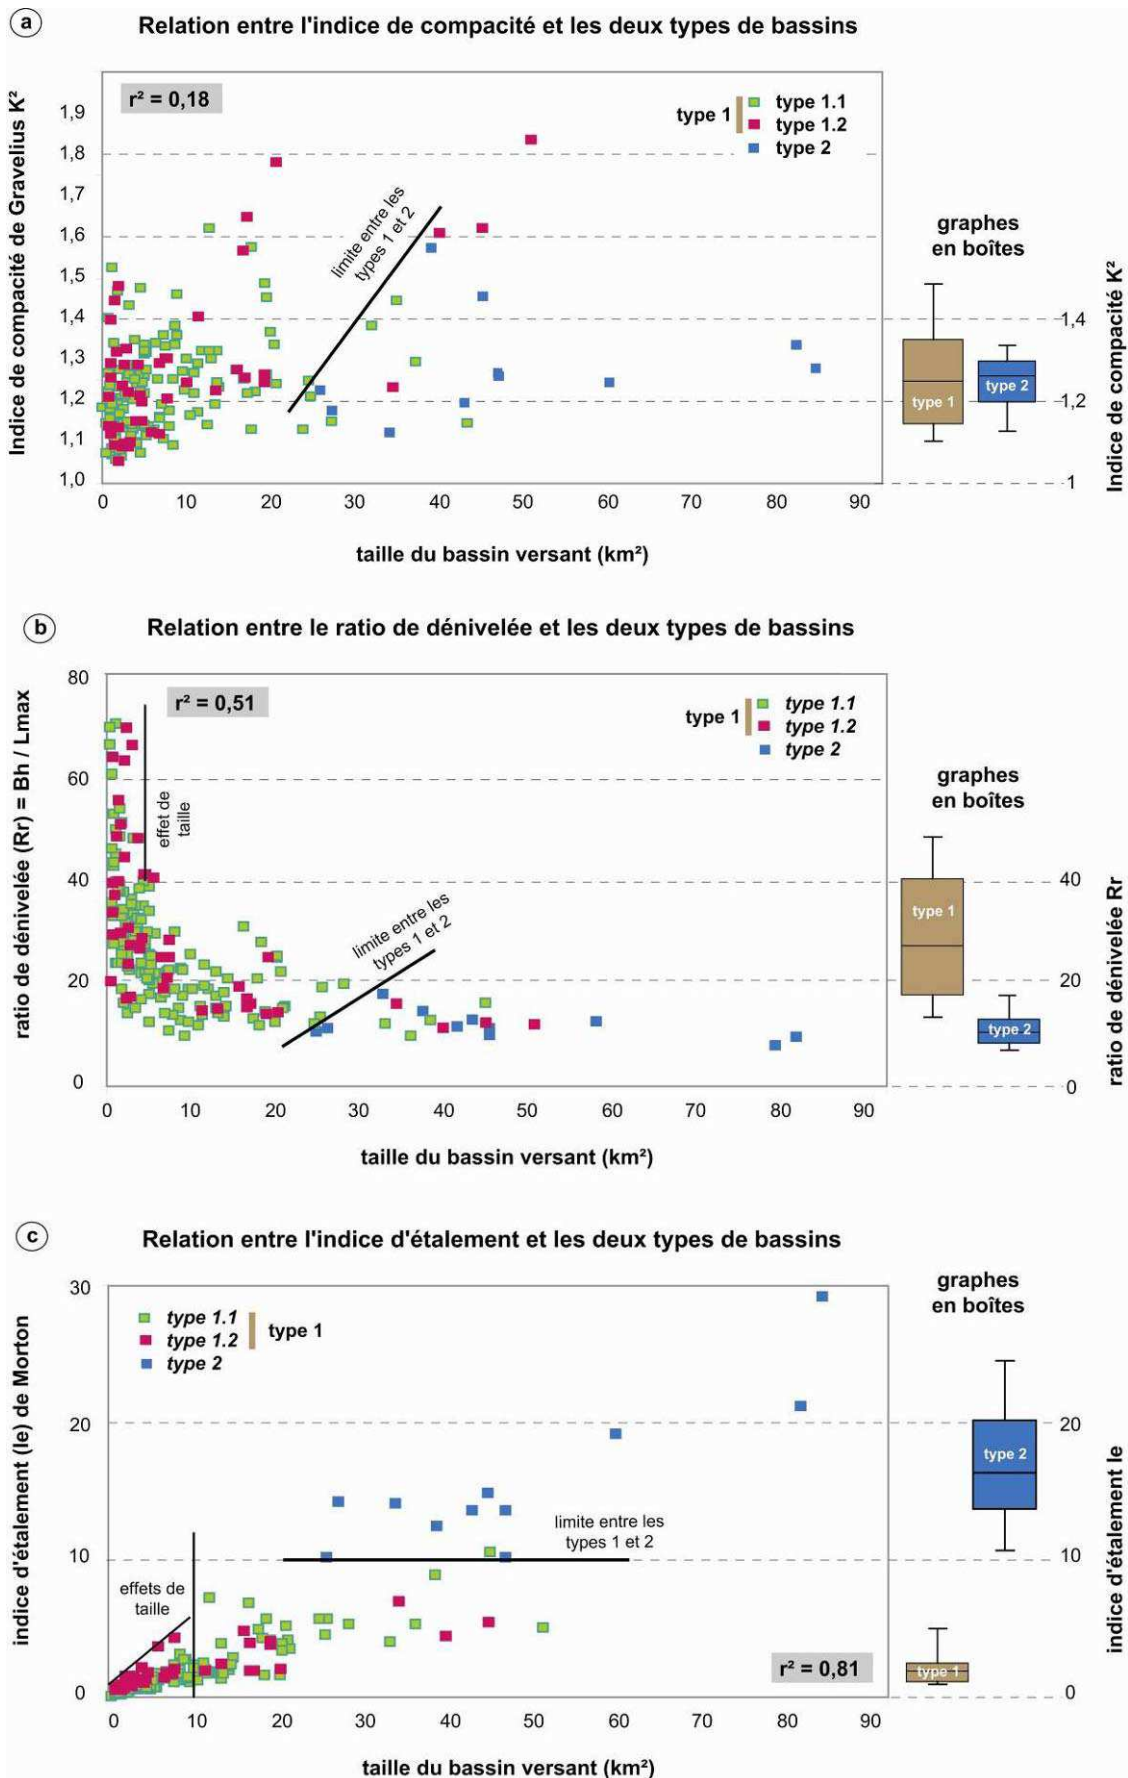 a
Relation entre l'indice de compacité et les deux types de bassins
Indice de compacité de Gravelius K²
r² = 0,18
type 1
type 1.1
type 1.2
type 2
1,9
1,8
1,7
1,6
1,5
1,4
1,3
1,2
1,1
1,0
limite entre les
types 1 et 2
0 10 20 30 40 50 60 70 80 90
taille du bassin versant (km²)
graphes
en boîtes
type 1
type 2
1,4
1,2
1
Indice de compacité K²
b
Relation entre le ratio de dénivelée et les deux types de bassins
ratio de dénivelée (Rr) = Bh / Lmax
r² = 0,51
type 1
type 1.1
type 1.2
type 2
80
60
40
20
0
effet de
taille
limite entre les
types 1 et 2
0 10 20 30 40 50 60 70 80 90
taille du bassin versant (km²)
graphes
en boîtes
type 1
type 2
40
20
0
ratio de dénivelée Rr
c
Relation entre l'indice d'étalement et les deux types de bassins
indice d'étalement (Ie) de Morton
type 1.1
type 1.2
type 2
type 1
30
20
10
0
effets de
taille
limite entre les
types 1 et 2
r² = 0,81
0 10 20 30 40 50 60 70 80 90
taille du bassin versant (km²)
graphes
en boîtes
type 2
type 1
20
10
0
indice d'étalement Ie